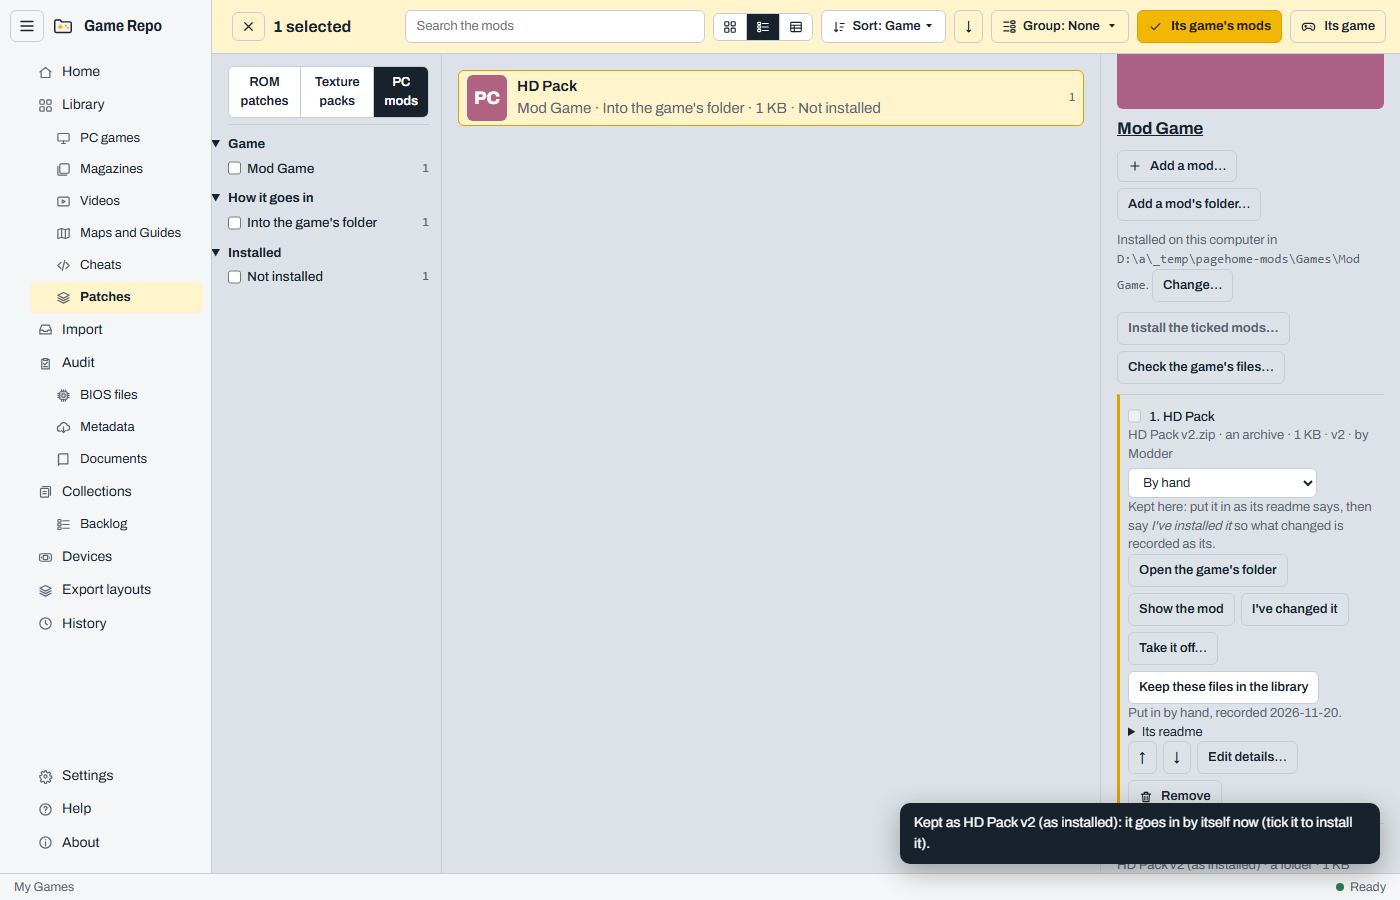 Game Repo
1 selected
Search the mods
Sort: Game
Group: None
Its game's mods
Its game
Home
Library
PC games
Magazines
Videos
Maps and Guides
Cheats
Patches
Import
Audit
BIOS files
Metadata
Documents
Collections
Backlog
Devices
Export layouts
History
Settings
Help
About
ROM patches
Texture packs
PC mods
Game
Mod Game 1
How it goes in
Into the game's folder 1
Installed
Not installed 1
PC
HD Pack
Mod Game · Into the game's folder · 1 KB · Not installed
1
Mod Game
Add a mod...
Add a mod's folder...
Installed on this computer in
D:\a\_temp\pagehome-mods\Games\Mod
Game. Change...
Install the ticked mods...
Check the game's files...
1. HD Pack
HD Pack v2.zip · an archive · 1 KB · v2 · by
Modder
By hand
Kept here: put it in as its readme says, then
say I've installed it so what changed is
recorded as its.
Open the game's folder
Show the mod
I've changed it
Take it off...
Keep these files in the library
Put in by hand, recorded 2026-11-20.
Its readme
↑ ↓ Edit details...
Remove
Kept as HD Pack v2 (as installed): it goes in by itself now (tick it to install
it).
HD Pack v2 (as installed) · a folder · 1 KB
My Games
Ready